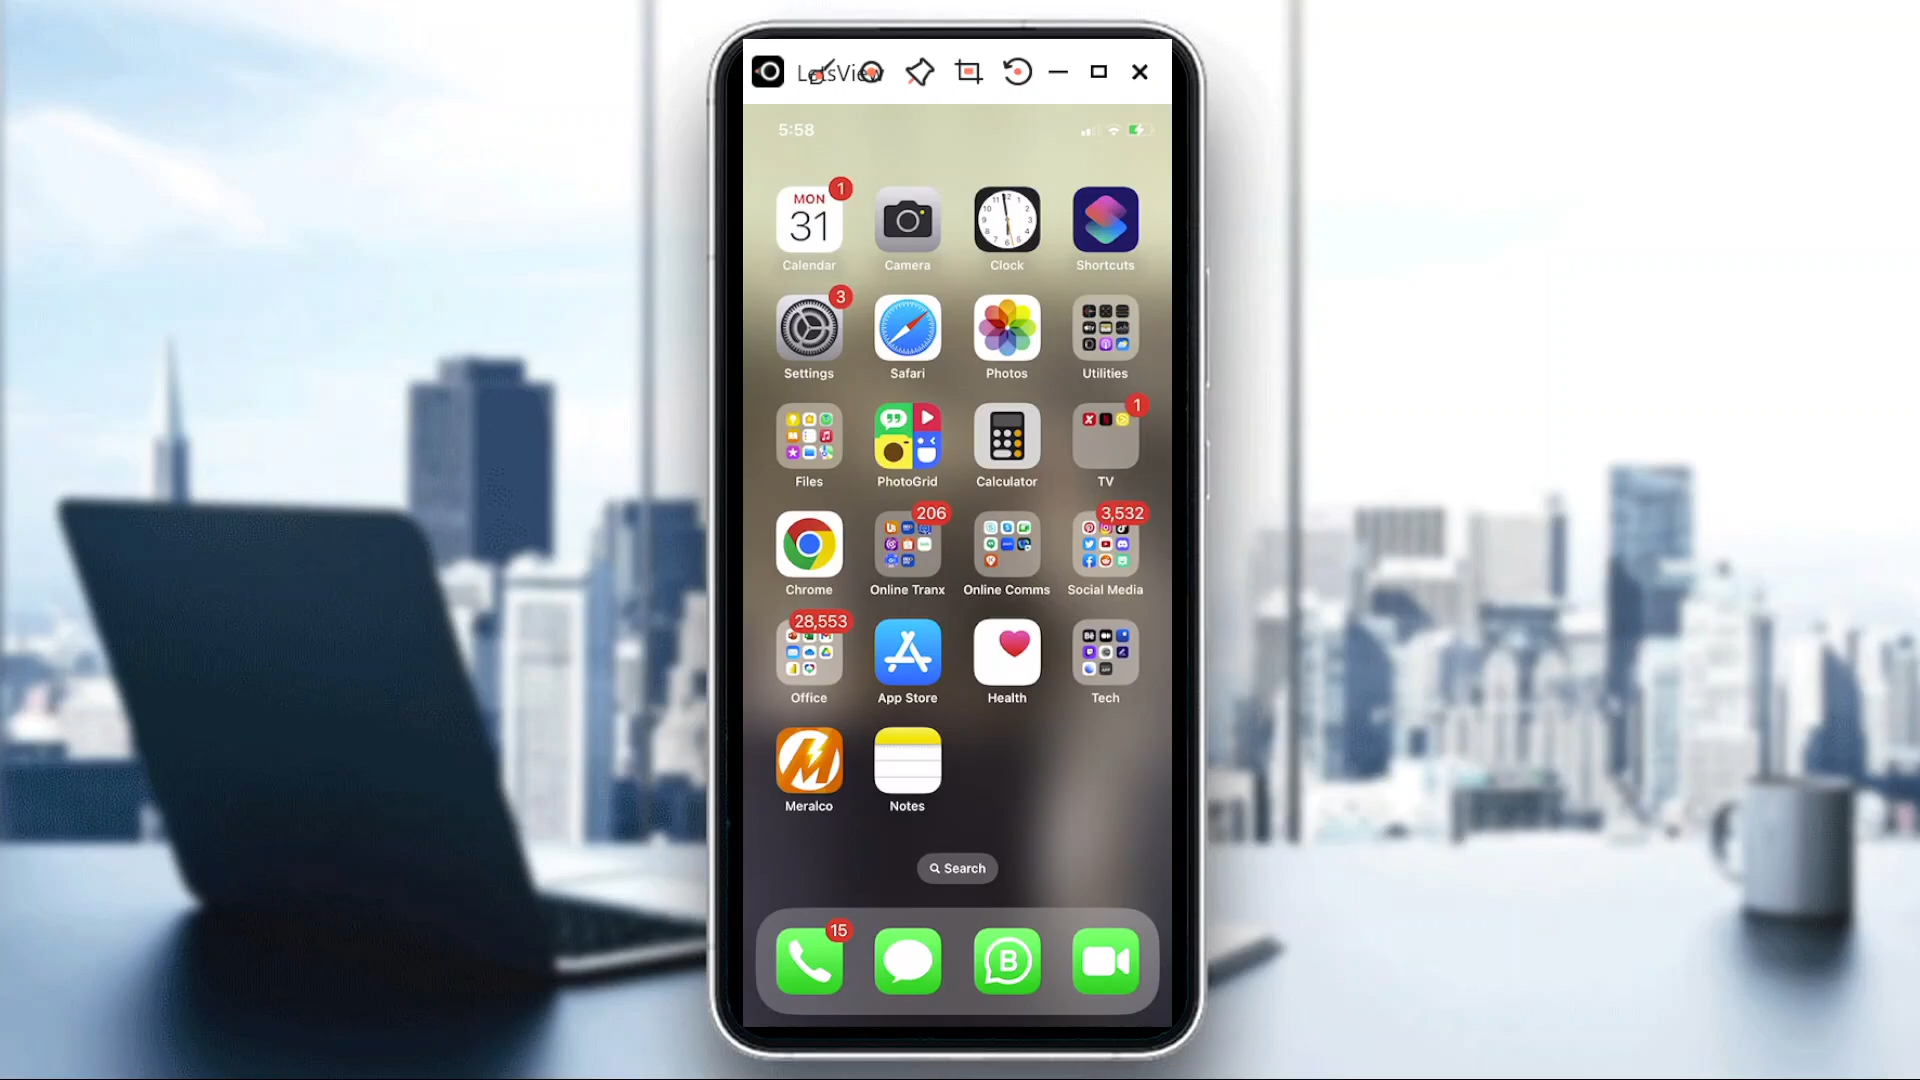 LetsView
5:58
1
MON
31
Calendar
Camera
Clock
Shortcuts
3
Settings
Safari
Photos
Utilities
1
Files
PhotoGrid
Calculator
TV
206
3,532
Chrome
Online Tranx
Online Comms
Social Media
28,553
Office
App Store
Health
Tech
Meralco
Notes
Search
15
B